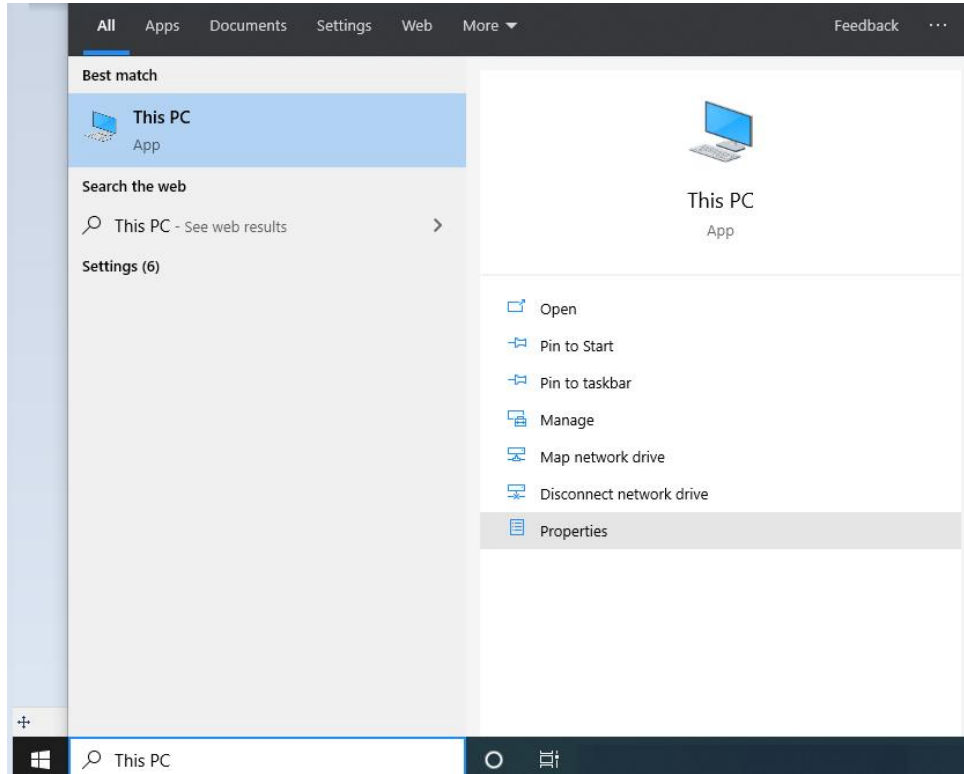 All Apps Documents Settings Web More Feedback ...
Best match
This PC
App
Search the web
This PC - See web results
Settings (6)
This PC
App
Open
Pin to Start
Pin to taskbar
Manage
Map network drive
Disconnect network drive
Properties
This PC